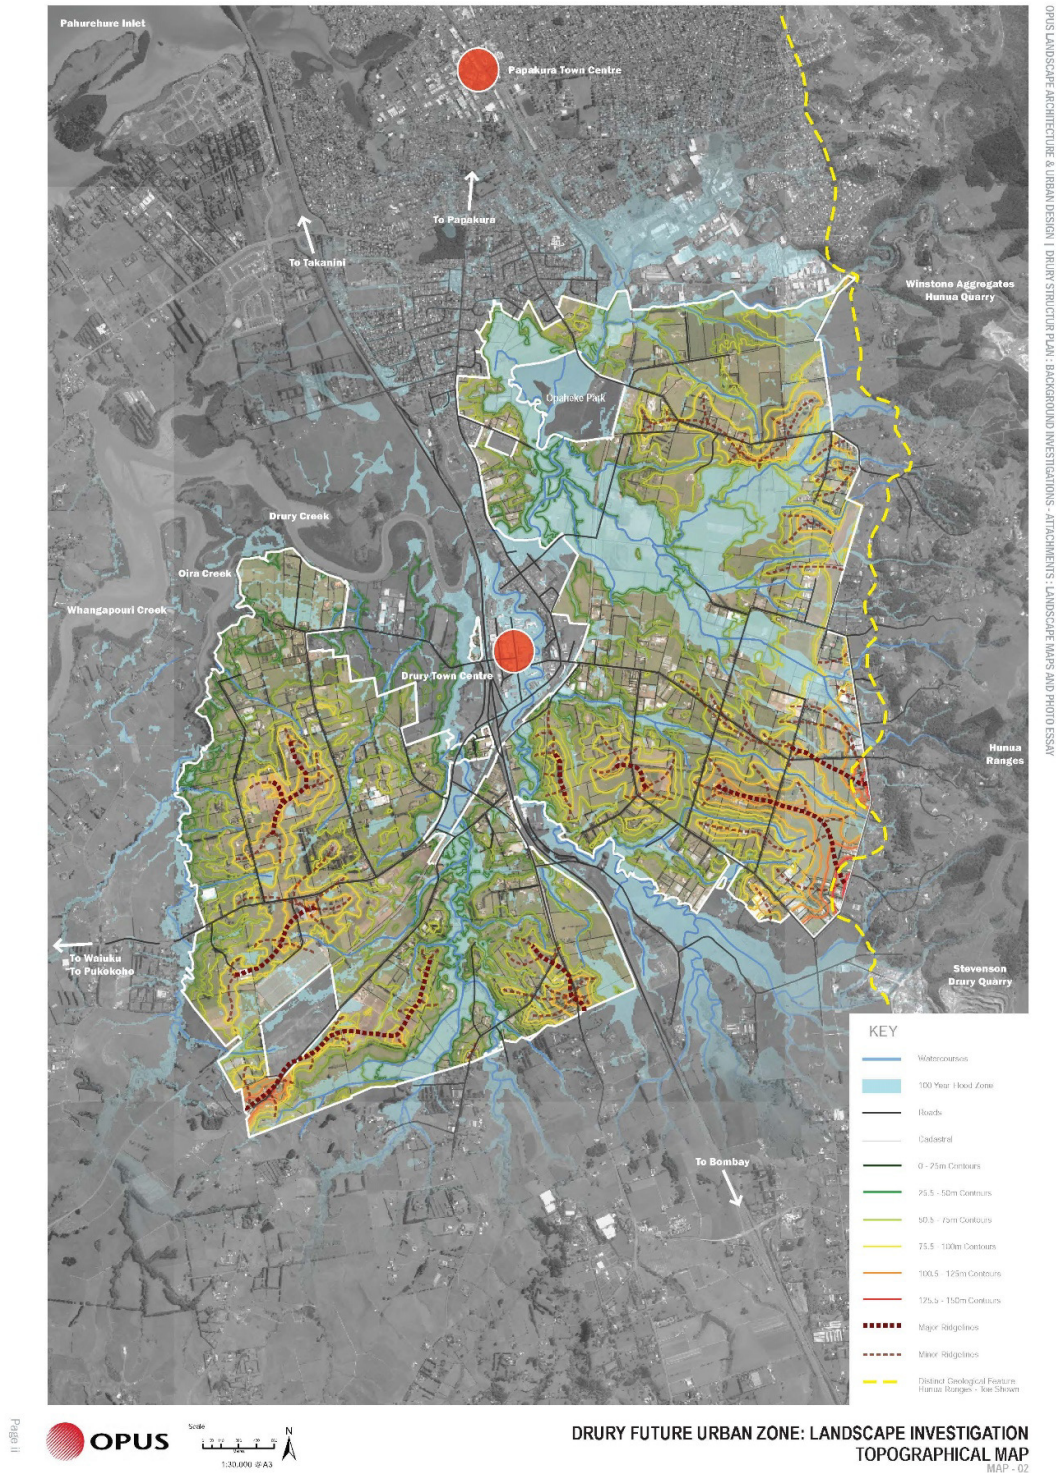 Pahurehure Inlet
Papakura Town Centre
To Papakura
To Takanini
Winstone Aggregates
Hunua Quarry
Opaheke Park
Drury Creek
Oira Creek
Whangapouri Creek
Drury Town Centre
Hunua
Ranges
To Waiuku
To Pukekohe
Stevenson
Drury Quarry
To Bombay
KEY
Watercourses
100 Year Flood Zone
Roads
Cadastral
0 - 25m Contours
25.5 - 50m Contours
50.5 - 75m Contours
75.5 - 100m Contours
100.5 - 125m Contours
125.5 - 150m Contours
Major Ridgelines
Minor Ridgelines
Distinct Geological Feature
Hunua Ranges - Toe Shown
OPUS LANDSCAPE ARCHITECTURE & URBAN DESIGN | DRURY STRUCTUR PLAN : BACKGROUND INVESTIGATIONS - ATTACHMENTS : LANDSCAPE MAPS AND PHOTO ESSAY
Page ii
OPUS
Scale
1:30,000 @A3
N
DRURY FUTURE URBAN ZONE: LANDSCAPE INVESTIGATION
TOPOGRAPHICAL MAP
MAP - 02